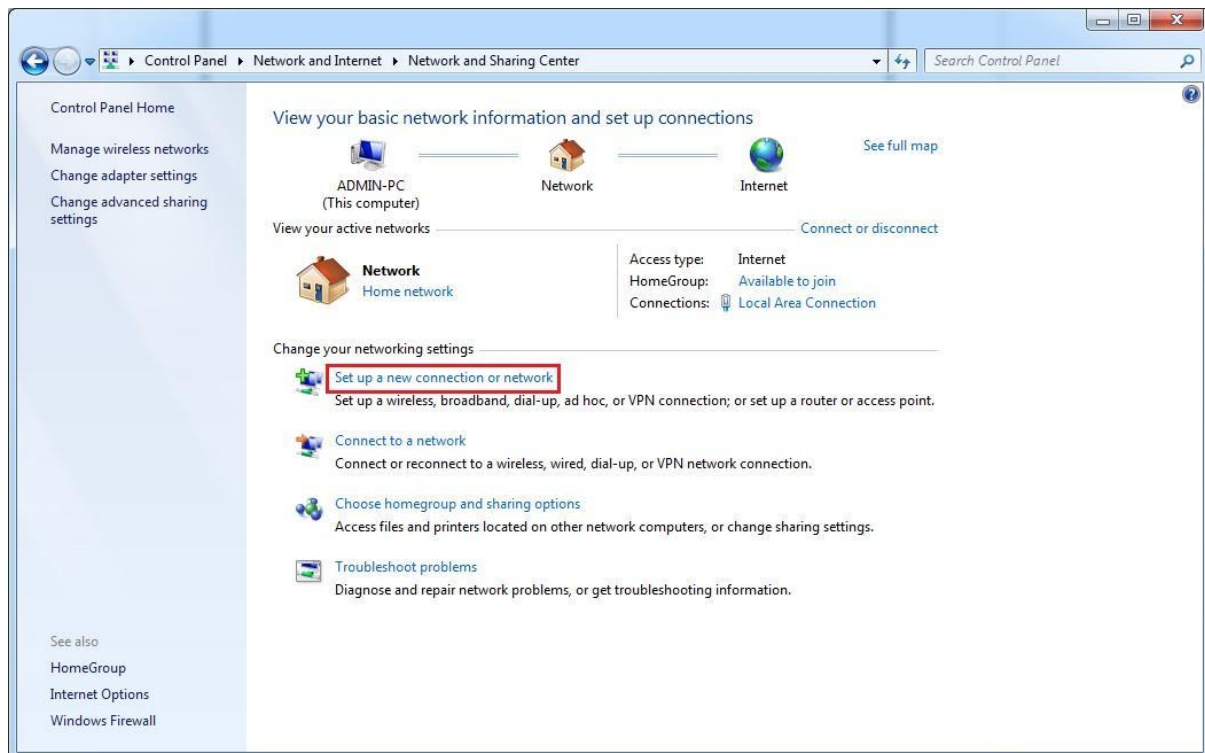 Control Panel ▸ Network and Internet ▸ Network and Sharing Center
Search Control Panel
Control Panel Home
Manage wireless networks
Change adapter settings
Change advanced sharing
settings
See also
HomeGroup
Internet Options
Windows Firewall
View your basic network information and set up connections
See full map
ADMIN-PC
(This computer)
Network
Internet
View your active networks
Connect or disconnect
Network
Home network
Access type: Internet
HomeGroup: Available to join
Connections: Local Area Connection
Change your networking settings
Set up a new connection or network
Set up a wireless, broadband, dial-up, ad hoc, or VPN connection; or set up a router or access point.
Connect to a network
Connect or reconnect to a wireless, wired, dial-up, or VPN network connection.
Choose homegroup and sharing options
Access files and printers located on other network computers, or change sharing settings.
Troubleshoot problems
Diagnose and repair network problems, or get troubleshooting information.